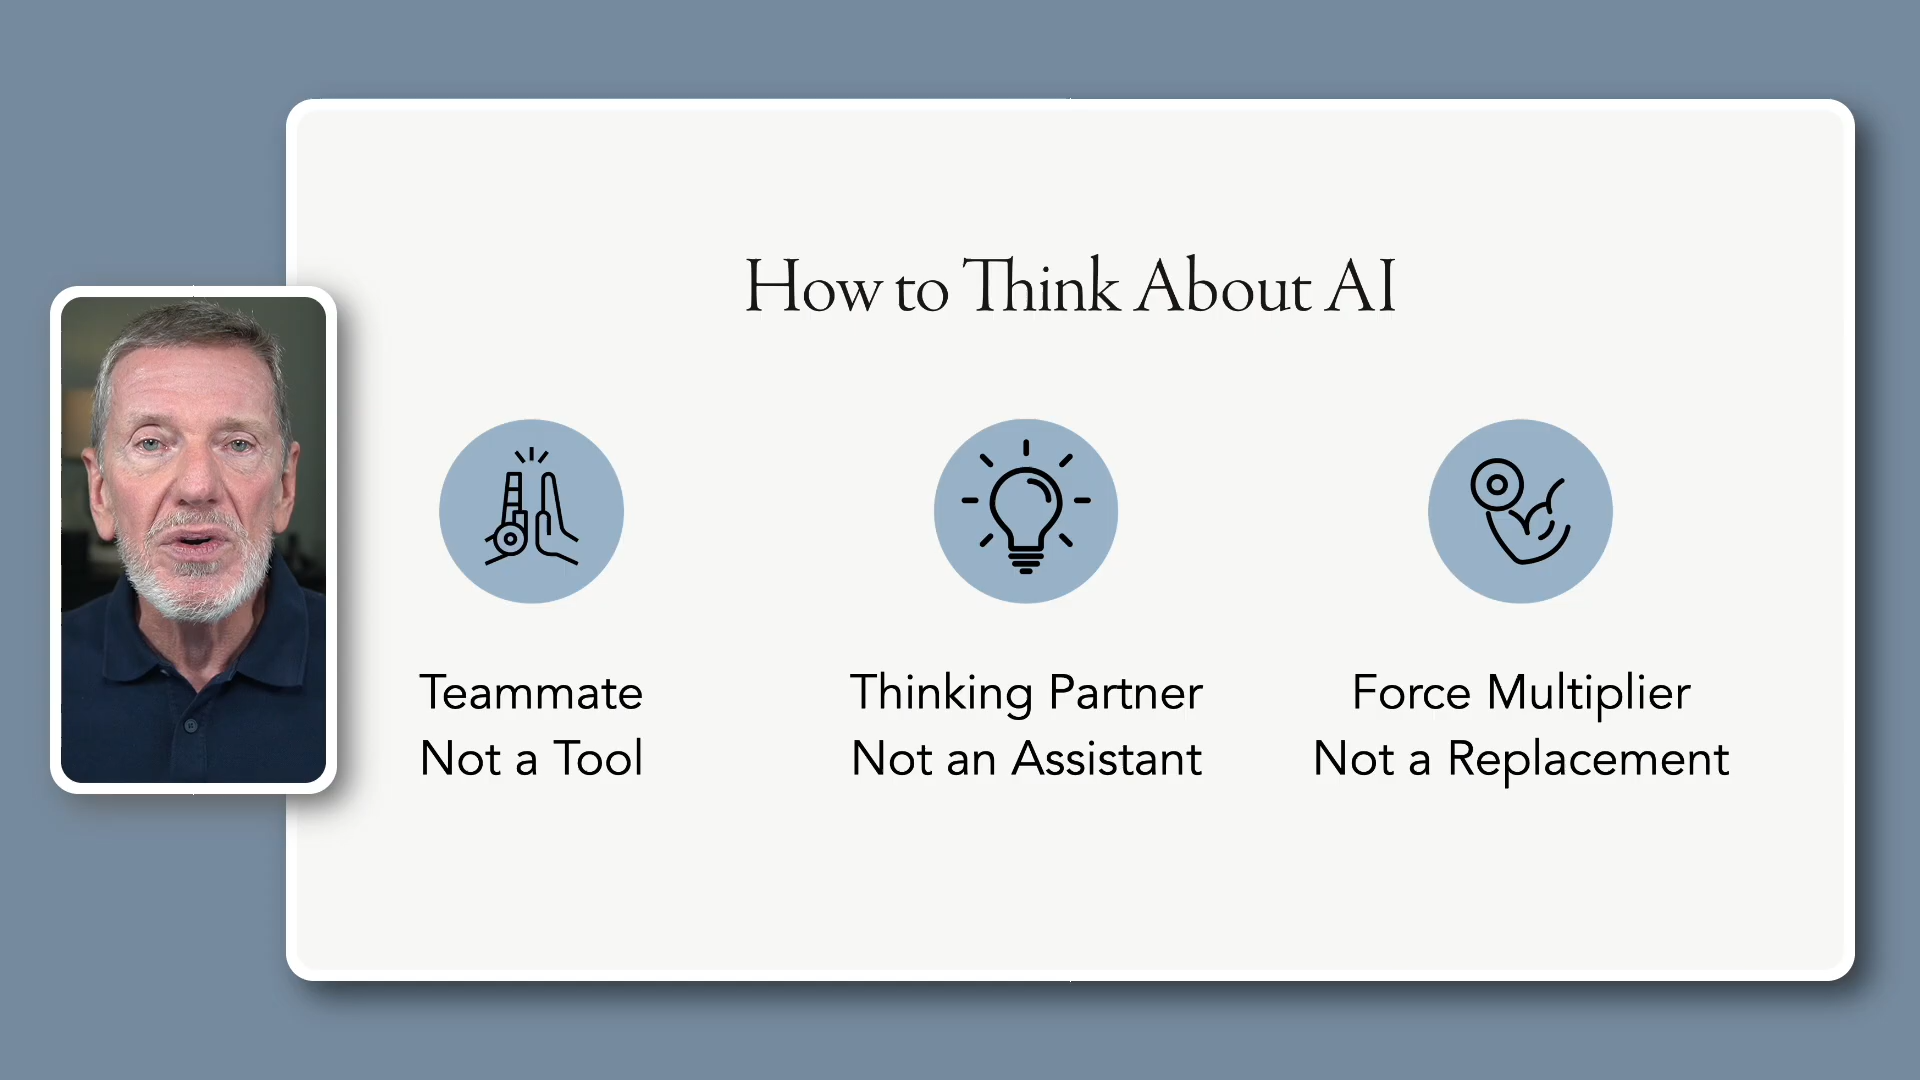 How to Think About AI
Teammate
Not a Tool
Thinking Partner
Not an Assistant
Force Multiplier
Not a Replacement